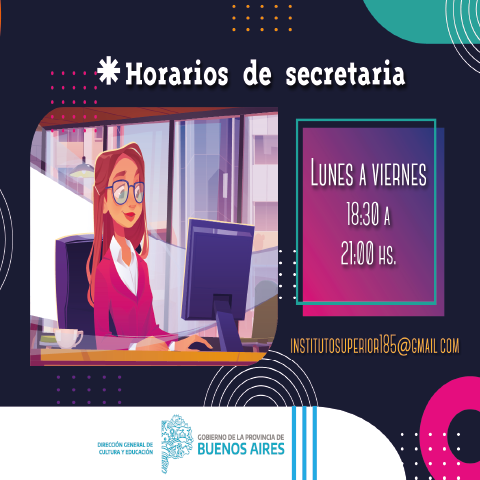 * Horarios de secretaria
LUNES A VIERNES
18:30 A
21:00 HS.
INSTITUTOSUPERIOR185@GMAIL.COM
DIRECCIÓN GENERAL DE
CULTURA Y EDUCACIÓN
GOBIERNO DE LA PROVINCIA DE
BUENOS AIRES